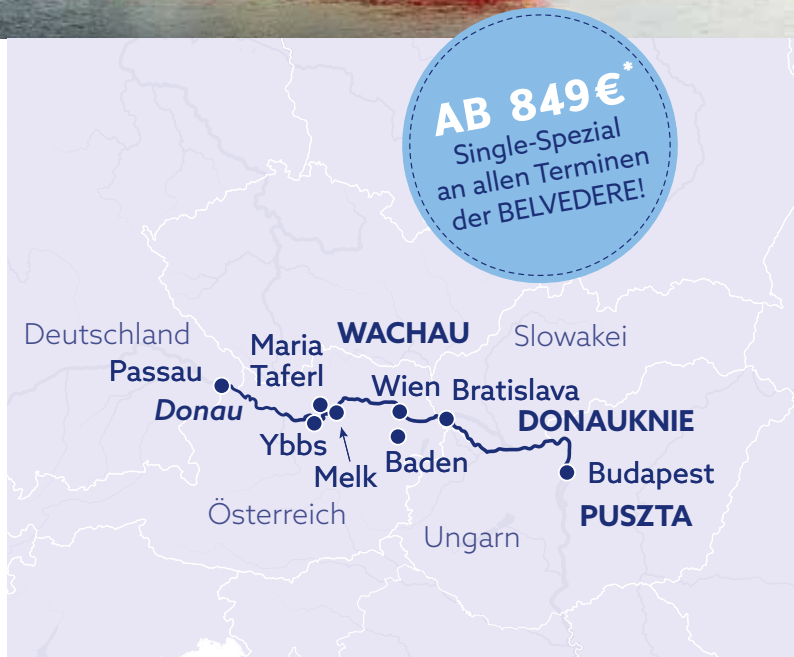 AB 849€*
Single-Spezial
an allen Terminen
der BELVEDERE!
Deutschland
Maria
Taferl
WACHAU
Slowakei
Passau
Donau
Wien
Bratislava
DONAUKNIE
Ybbs
Melk
Baden
Budapest
Österreich
Ungarn
PUSZTA